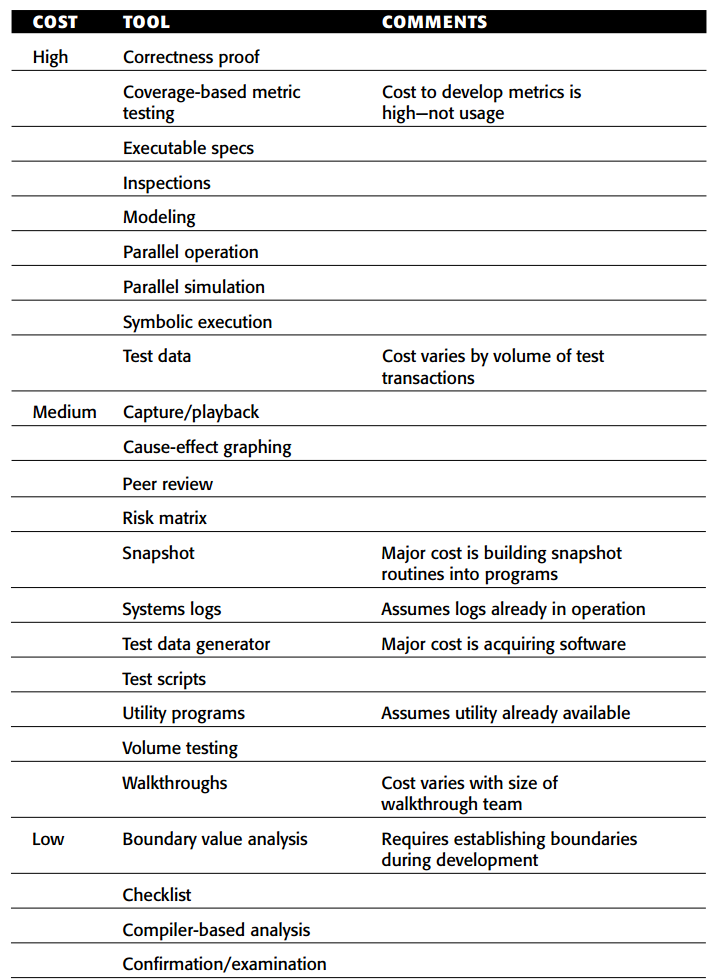 COST TOOL COMMENTS
High Correctness proof
Coverage-based metric Cost to develop metrics is
testing high—not usage
Executable specs
Inspections
Modeling
Parallel operation
Parallel simulation
Symbolic execution
Test data Cost varies by volume of test
transactions
Medium Capture/playback
Cause-effect graphing
Peer review
Risk matrix
Snapshot Major cost is building snapshot
routines into programs
Systems logs Assumes logs already in operation
Test data generator Major cost is acquiring software
Test scripts
Utility programs Assumes utility already available
Volume testing
Walkthroughs Cost varies with size of
walkthrough team
Low Boundary value analysis Requires establishing boundaries
during development
Checklist
Compiler-based analysis
Confirmation/examination